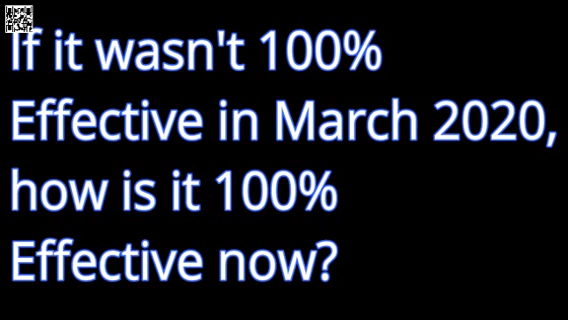 If it wasn't 100%
Effective in March 2020,
how is it 100%
Effective now?